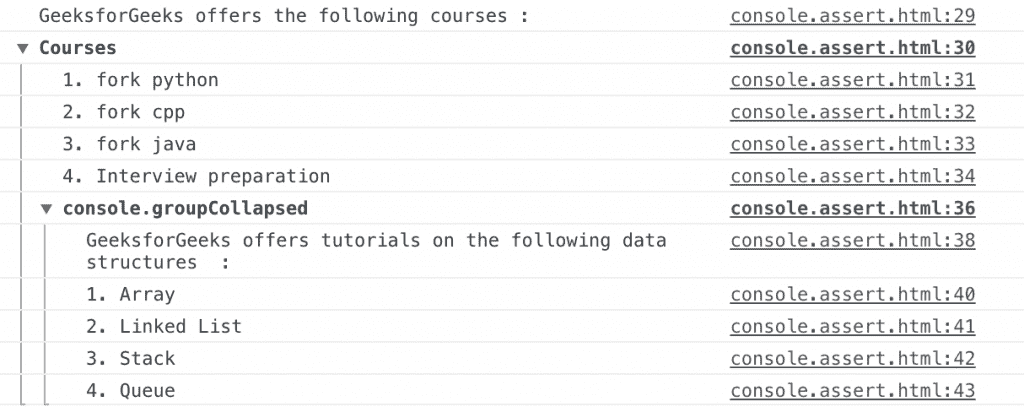 GeeksforGeeks offers the following courses : console.assert.html:29
▼ Courses console.assert.html:30
1. fork python console.assert.html:31
2. fork cpp console.assert.html:32
3. fork java console.assert.html:33
4. Interview preparation console.assert.html:34
▼ console.groupCollapsed console.assert.html:36
GeeksforGeeks offers tutorials on the following data console.assert.html:38
structures  :
1. Array console.assert.html:40
2. Linked List console.assert.html:41
3. Stack console.assert.html:42
4. Queue console.assert.html:43